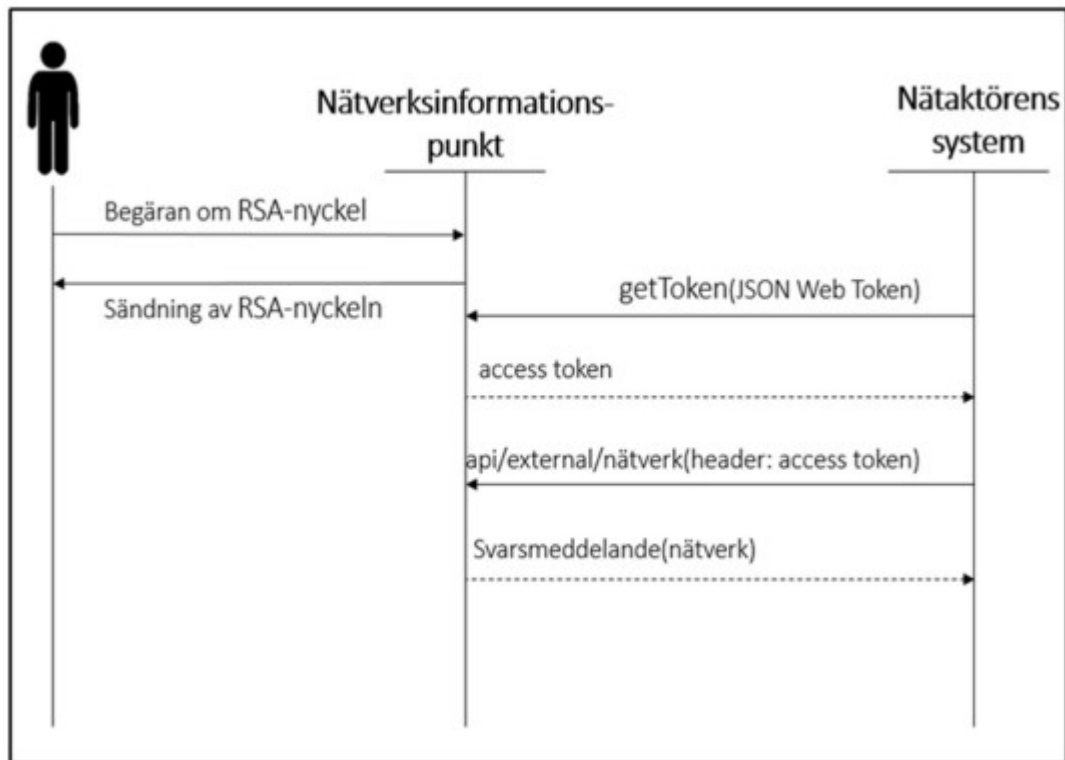 Nätverksinformations-
punkt
Nätaktörens
system
Begäran om RSA-nyckel
Sändning av RSA-nyckeln
getToken(JSON Web Token)
access token
api/external/nätverk(header: access token)
Svarsmeddelande(nätverk)